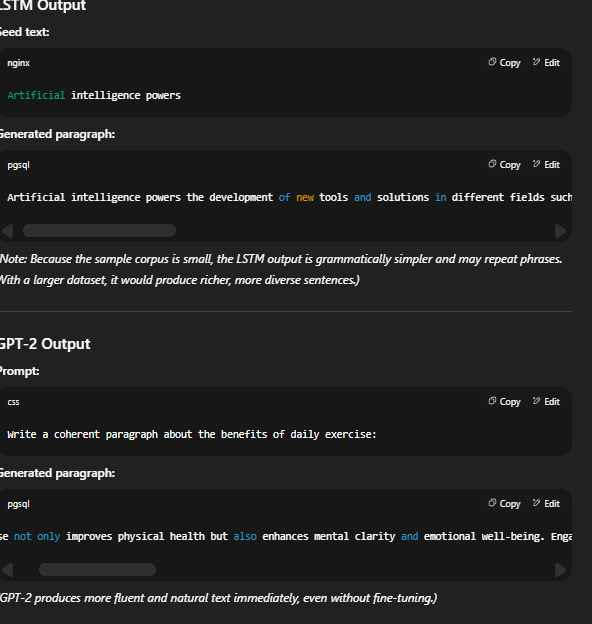 LSTM Output
Seed text:
nginx Copy Edit
Artificial intelligence powers
Generated paragraph:
pgsql Copy Edit
Artificial intelligence powers the development of new tools and solutions in different fields such
Note: Because the sample corpus is small, the LSTM output is grammatically simpler and may repeat phrases.
With a larger dataset, it would produce richer, more diverse sentences.)
GPT-2 Output
Prompt:
css Copy Edit
Write a coherent paragraph about the benefits of daily exercise:
Generated paragraph:
pgsql Copy Edit
se not only improves physical health but also enhances mental clarity and emotional well-being. Enga
GPT-2 produces more fluent and natural text immediately, even without fine-tuning.)